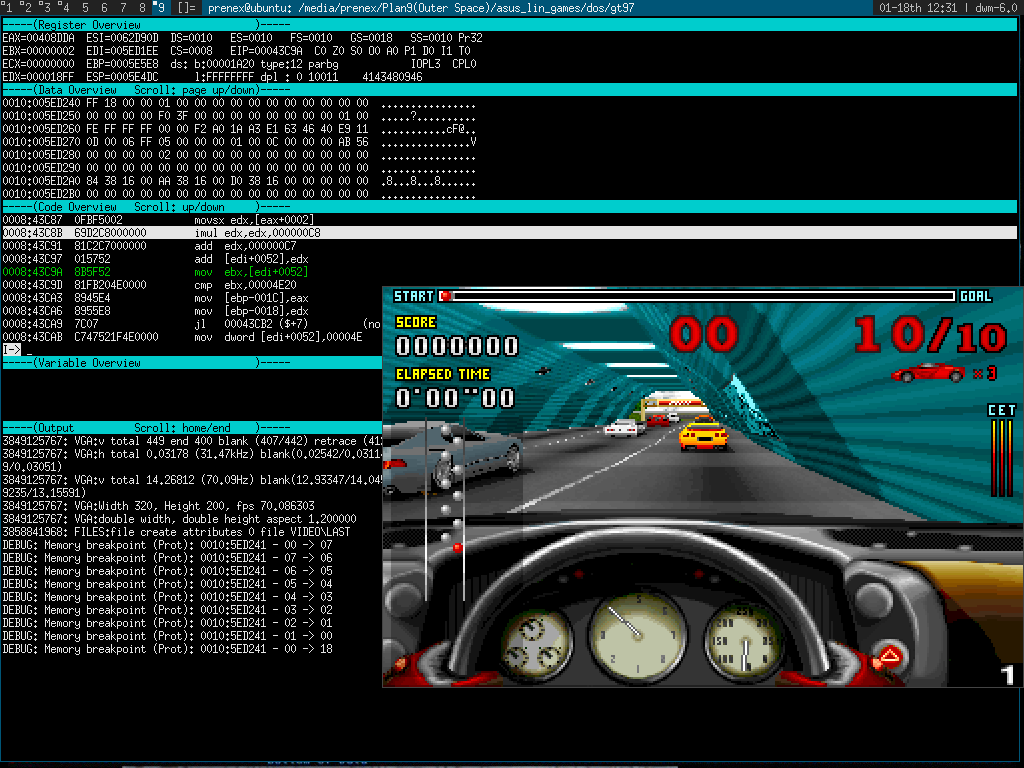 1 2 3 4 5 6 7 8 9 []= prenex@ubuntu: /media/prenex/Plan9(Outer Space)/asus_lin_games/dos/gt97 01-18th 12:31 | dwm-6.0
-----(Register Overview )-----
EAX=00408DDA ESI=0062D90D DS=0010 ES=0010 FS=0010 GS=0018 SS=0010 Pr32
EBX=00000002 EDI=005ED1EE CS=0008 EIP=00043C9A C0 Z0 S0 O0 A0 P1 D0 I1 T0
ECX=00000000 EBP=0005E5E8 ds: b:00001A20 type:12 parbg IOPL3 CPL0
EDX=000018FF ESP=0005E4DC l:FFFFFFFF dpl : 0 10011 4143480946
-----(Data Overview Scroll: page up/down)-----
0010:005ED240 FF 18 00 00 01 00 00 00 00 00 00 00 00 00 00 00 ................
0010:005ED250 00 00 00 00 F0 3F 00 00 00 00 00 00 00 00 01 00 .....?..........
0010:005ED260 FE FF FF FF 00 00 F2 A0 1A A3 E1 63 46 40 E9 11 ...........cF@..
0010:005ED270 0D 00 06 FF 05 00 00 00 01 00 0C 00 00 00 AB 56 ...............V
0010:005ED280 00 00 00 00 02 00 00 00 00 00 00 00 00 00 00 00 ................
0010:005ED290 00 00 00 00 00 00 00 00 00 00 00 00 00 00 00 00 ................
0010:005ED2A0 84 38 16 00 AA 38 16 00 D0 38 16 00 00 00 00 00 .8...8...8......
0010:005ED2B0 00 00 00 00 00 00 00 00 00 00 00 00 00 00 00 00 ................
-----(Code Overview Scroll: up/down )-----
0008:43C87 0FBF5002 movsx edx,[eax+0002]
0008:43C8B 69D2C8000000 imul edx,edx,000000C8
0008:43C91 81C2C7000000 add edx,000000C7
0008:43C97 015752 add [edi+0052],edx
0008:43C9A 8B5F52 mov ebx,[edi+0052]
0008:43C9D 81FB204E0000 cmp ebx,00004E20
0008:43CA3 8945E4 mov [ebp-001C],eax
0008:43CA6 8955E8 mov [ebp-0018],edx
0008:43CA9 7C07 jl 00043CB2 ($+7) (no
0008:43CAB C747521F4E0000 mov dword [edi+0052],00004E
I->
-----(Variable Overview )-----
-----(Output Scroll: home/end )-----
3849125767: VGA:v total 449 end 400 blank (407/442) retrace (41
3849125767: VGA:h total 0.03178 (31.47kHz) blank(0.02542/0.0311
9/0.03051)
3849125767: VGA:v total 14.26812 (70.09Hz) blank(12.93347/14.04
9235/13.15591)
3849125767: VGA:Width 320, Height 200, fps 70.086303
3849125767: VGA:double width, double height aspect 1.200000
3858841968: FILES:file create attributes 0 file VIDEO\LAST
DEBUG: Memory breakpoint (Prot): 0010:5ED241 - 00 -> 07
DEBUG: Memory breakpoint (Prot): 0010:5ED241 - 07 -> 06
DEBUG: Memory breakpoint (Prot): 0010:5ED241 - 06 -> 05
DEBUG: Memory breakpoint (Prot): 0010:5ED241 - 05 -> 04
DEBUG: Memory breakpoint (Prot): 0010:5ED241 - 04 -> 03
DEBUG: Memory breakpoint (Prot): 0010:5ED241 - 03 -> 02
DEBUG: Memory breakpoint (Prot): 0010:5ED241 - 02 -> 01
DEBUG: Memory breakpoint (Prot): 0010:5ED241 - 01 -> 00
DEBUG: Memory breakpoint (Prot): 0010:5ED241 - 00 -> 18
START GOAL
SCORE
0000000
ELAPSED TIME
0'00"00
00
10/10
×3
CET
1